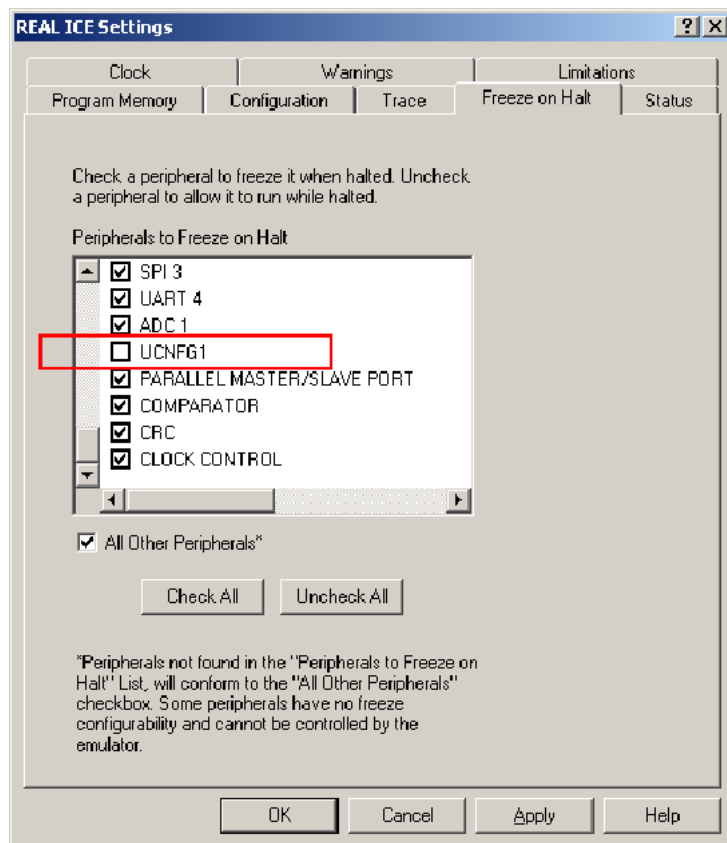 REAL ICE Settings
Clock Warnings Limitations
Program Memory Configuration Trace Freeze on Halt Status
Check a peripheral to freeze it when halted. Uncheck
a peripheral to allow it to run while halted.
Peripherals to Freeze on Halt
SPI 3
UART 4
ADC 1
UCNFG1
PARALLEL MASTER/SLAVE PORT
COMPARATOR
CRC
CLOCK CONTROL
All Other Peripherals*
Check All Uncheck All
*Peripherals not found in the "Peripherals to Freeze on
Halt" List, will conform to the "All Other Peripherals"
checkbox. Some peripherals have no freeze
configurability and cannot be controlled by the
emulator.
OK Cancel Apply Help